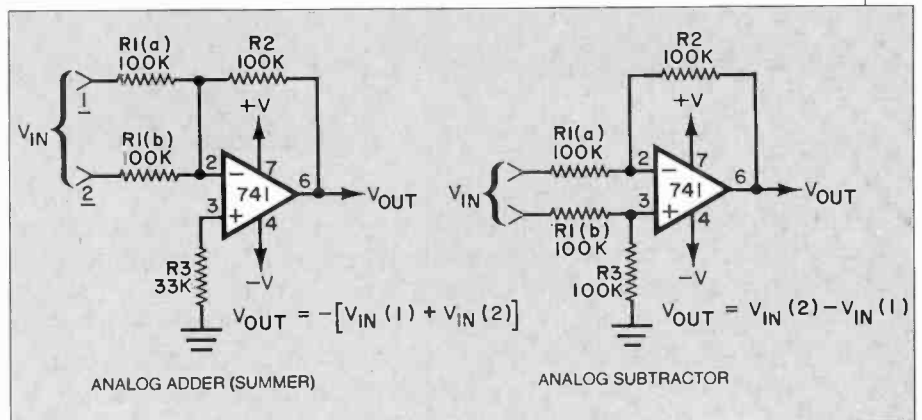 R1(a)
100K
R2
100K
+V
1
VIN
R1(b)
100K
2
2
−
7
741
6
VOUT
3
+
4
R3
33K
−V
VOUT = −[VIN (1) + VIN (2)]
ANALOG ADDER (SUMMER)
R2
100K
+V
R1(a)
100K
2
−
7
VIN
741
6
VOUT
3
+
4
R1(b)
100K
R3
100K
−V
VOUT = VIN (2) − VIN (1)
ANALOG SUBTRACTOR